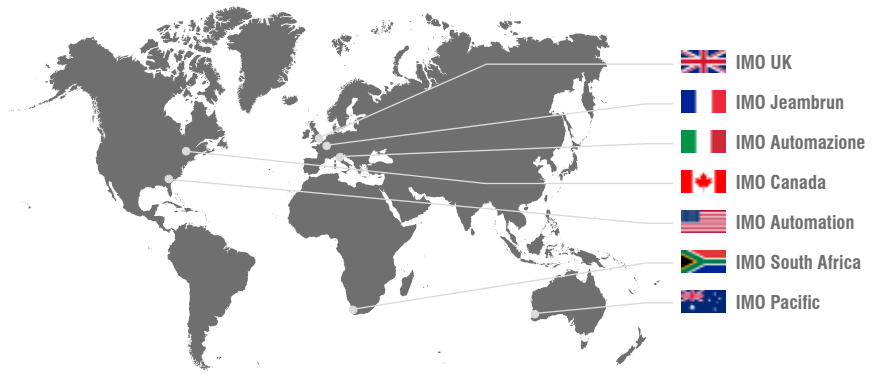 IMO UK
IMO Jeambrun
IMO Automazione
IMO Canada
IMO Automation
IMO South Africa
IMO Pacific